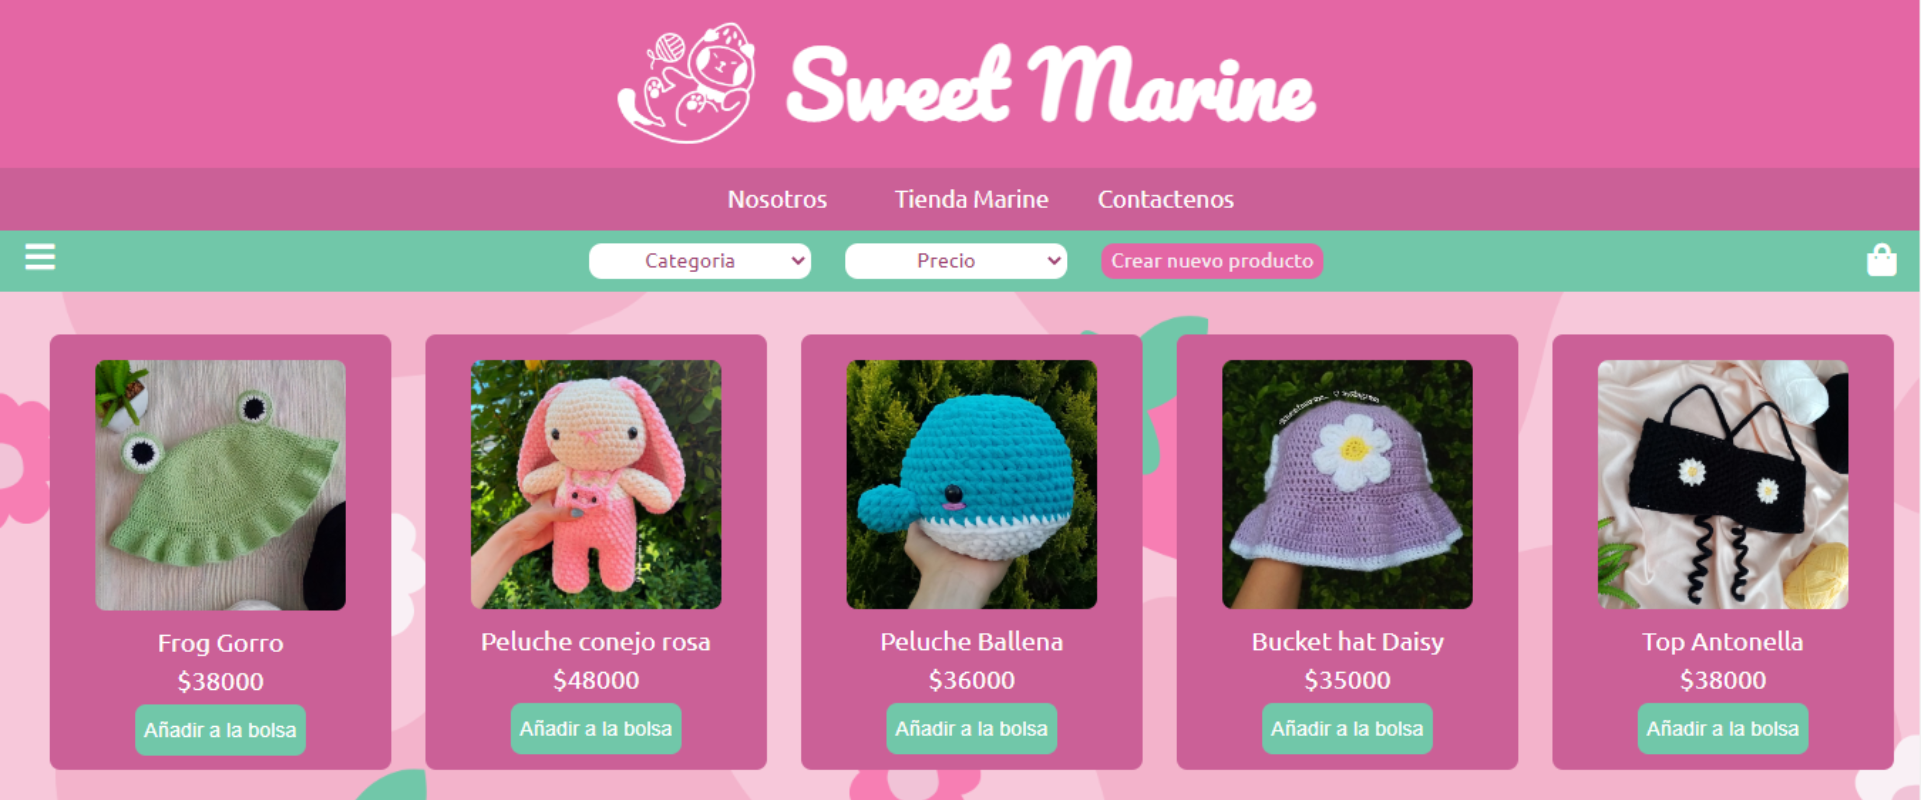 Sweet Marine
Nosotros Tienda Marine Contactenos
Categoria Precio Crear nuevo producto
Frog Gorro
$38000
Añadir a la bolsa
Peluche conejo rosa
$48000
Añadir a la bolsa
Peluche Ballena
$36000
Añadir a la bolsa
Bucket hat Daisy
$35000
Añadir a la bolsa
Top Antonella
$38000
Añadir a la bolsa